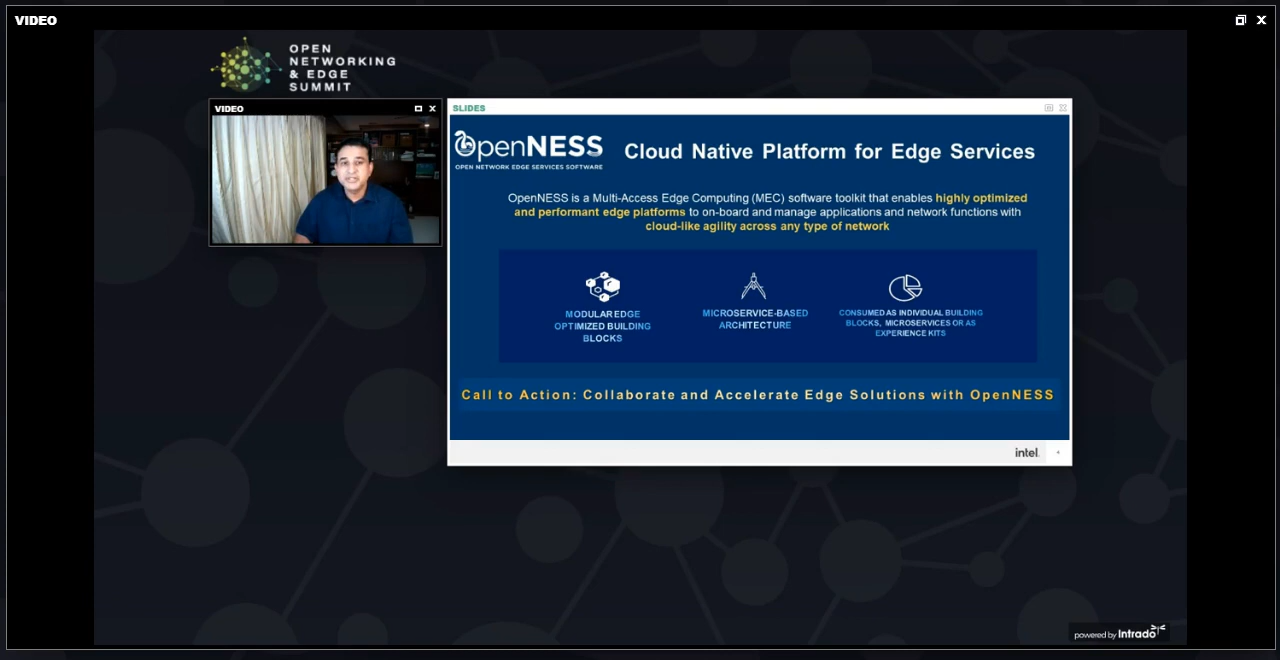 VIDEO
OPEN
NETWORKING
& EDGE
SUMMIT
VIDEO
SLIDES
OpenNESS
OPEN NETWORK EDGE SERVICES SOFTWARE
Cloud Native Platform for Edge Services
OpenNESS is a Multi-Access Edge Computing (MEC) software toolkit that enables highly optimized
and performant edge platforms to on-board and manage applications and network functions with
cloud-like agility across any type of network
MODULAR EDGE
OPTIMIZED BUILDING
BLOCKS
MICROSERVICE-BASED
ARCHITECTURE
CONSUMED AS INDIVIDUAL BUILDING
BLOCKS, MICROSERVICES OR AS
EXPERIENCE KITS
Call to Action: Collaborate and Accelerate Edge Solutions with OpenNESS
intel.
powered by Intrado